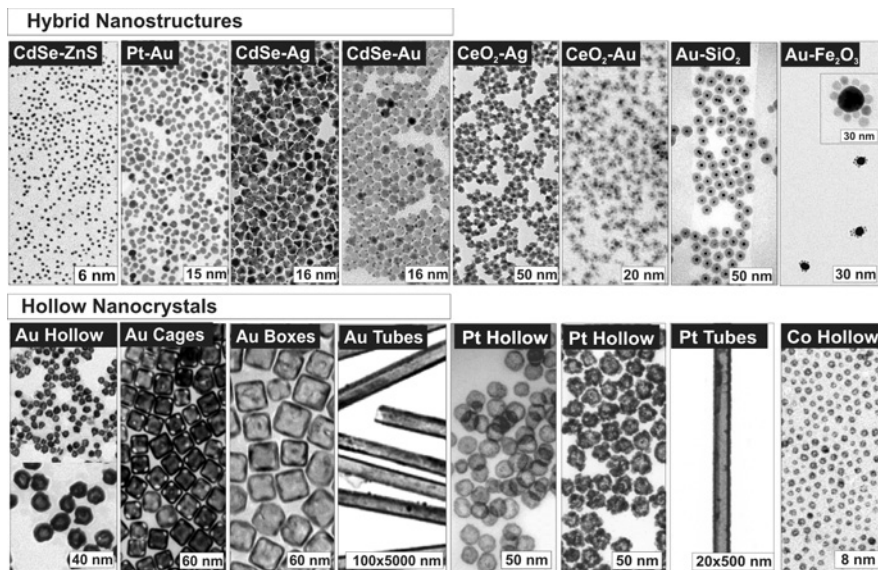 Hybrid Nanostructures
CdSe-ZnS
Pt-Au
CdSe-Ag
CdSe-Au
CeO₂-Ag
CeO₂-Au
Au-SiO₂
Au-Fe₂O₃
30 nm
6 nm
15 nm
16 nm
16 nm
50 nm
20 nm
50 nm
30 nm
Hollow Nanocrystals
Au Hollow
Au Cages
Au Boxes
Au Tubes
Pt Hollow
Pt Hollow
Pt Tubes
Co Hollow
40 nm
60 nm
60 nm
100x5000 nm
50 nm
50 nm
20x500 nm
8 nm